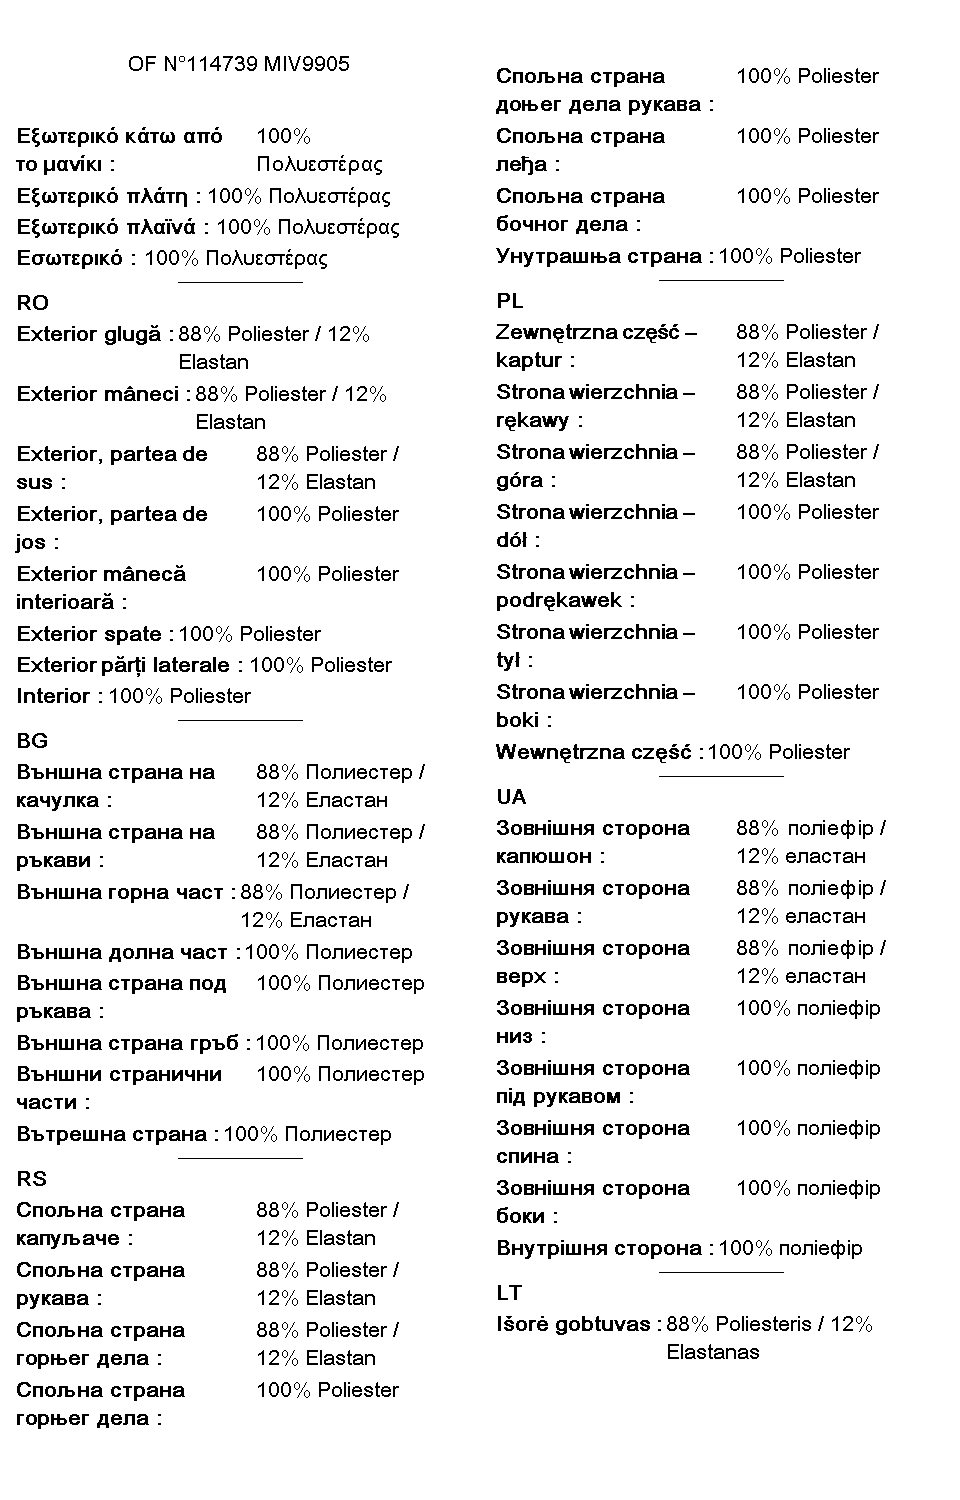 OF N°114739 MIV9905
Εξωτερικό κάτω από 100%
το μανίκι : Πολυεστέρας
Εξωτερικό πλάτη : 100% Πολυεστέρας
Εξωτερικό πλαϊνά : 100% Πολυεστέρας
Εσωτερικό : 100% Πολυεστέρας
RO
Exterior glugă : 88% Poliester / 12%
Elastan
Exterior mâneci : 88% Poliester / 12%
Elastan
Exterior, partea de 88% Poliester /
sus : 12% Elastan
Exterior, partea de 100% Poliester
jos :
Exterior mânecă 100% Poliester
interioară :
Exterior spate : 100% Poliester
Exterior părți laterale : 100% Poliester
Interior : 100% Poliester
BG
Външна страна на 88% Полиестер /
качулка : 12% Еластан
Външна страна на 88% Полиестер /
ръкави : 12% Еластан
Външна горна част : 88% Полиестер /
12% Еластан
Външна долна част : 100% Полиестер
Външна страна под 100% Полиестер
ръкава :
Външна страна гръб : 100% Полиестер
Външни странични 100% Полиестер
части :
Вътрешна страна : 100% Полиестер
RS
Спољна страна 88% Poliester /
капуљаче : 12% Elastan
Спољна страна 88% Poliester /
рукава : 12% Elastan
Спољна страна 88% Poliester /
горњег дела : 12% Elastan
Спољна страна 100% Poliester
горњег дела :
Спољна страна 100% Poliester
доњег дела рукава :
Спољна страна 100% Poliester
леђа :
Спољна страна 100% Poliester
бочног дела :
Унутрашња страна : 100% Poliester
PL
Zewnętrzna część – 88% Poliester /
kaptur : 12% Elastan
Strona wierzchnia – 88% Poliester /
rękawy : 12% Elastan
Strona wierzchnia – 88% Poliester /
góra : 12% Elastan
Strona wierzchnia – 100% Poliester
dół :
Strona wierzchnia – 100% Poliester
podrękawek :
Strona wierzchnia – 100% Poliester
tył :
Strona wierzchnia – 100% Poliester
boki :
Wewnętrzna część : 100% Poliester
UA
Зовнішня сторона 88% поліефір /
капюшон : 12% еластан
Зовнішня сторона 88% поліефір /
рукава : 12% еластан
Зовнішня сторона 88% поліефір /
верх : 12% еластан
Зовнішня сторона 100% поліефір
низ :
Зовнішня сторона 100% поліефір
під рукавом :
Зовнішня сторона 100% поліефір
спина :
Зовнішня сторона 100% поліефір
боки :
Внутрішня сторона : 100% поліефір
LT
Išorė gobtuvas : 88% Poliesteris / 12%
Elastanas